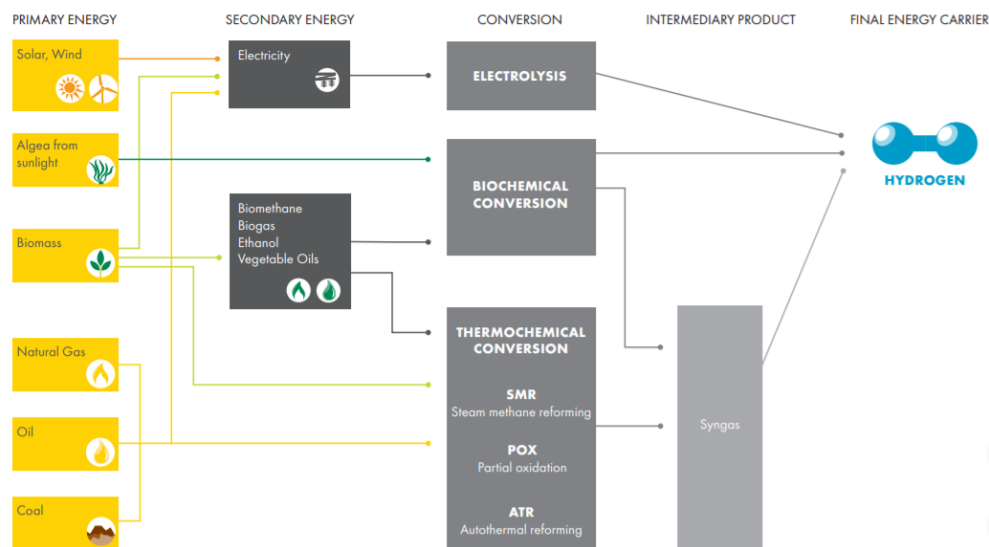 PRIMARY ENERGY
SECONDARY ENERGY
CONVERSION
INTERMEDIARY PRODUCT
FINAL ENERGY CARRIER
Solar, Wind
Algea from
sunlight
Biomass
Natural Gas
Oil
Coal
Electricity
Biomethane
Biogas
Ethanol
Vegetable Oils
ELECTROLYSIS
BIOCHEMICAL
CONVERSION
THERMOCHEMICAL
CONVERSION
SMR
Steam methane reforming
POX
Partial oxidation
ATR
Autothermal reforming
Syngas
HYDROGEN